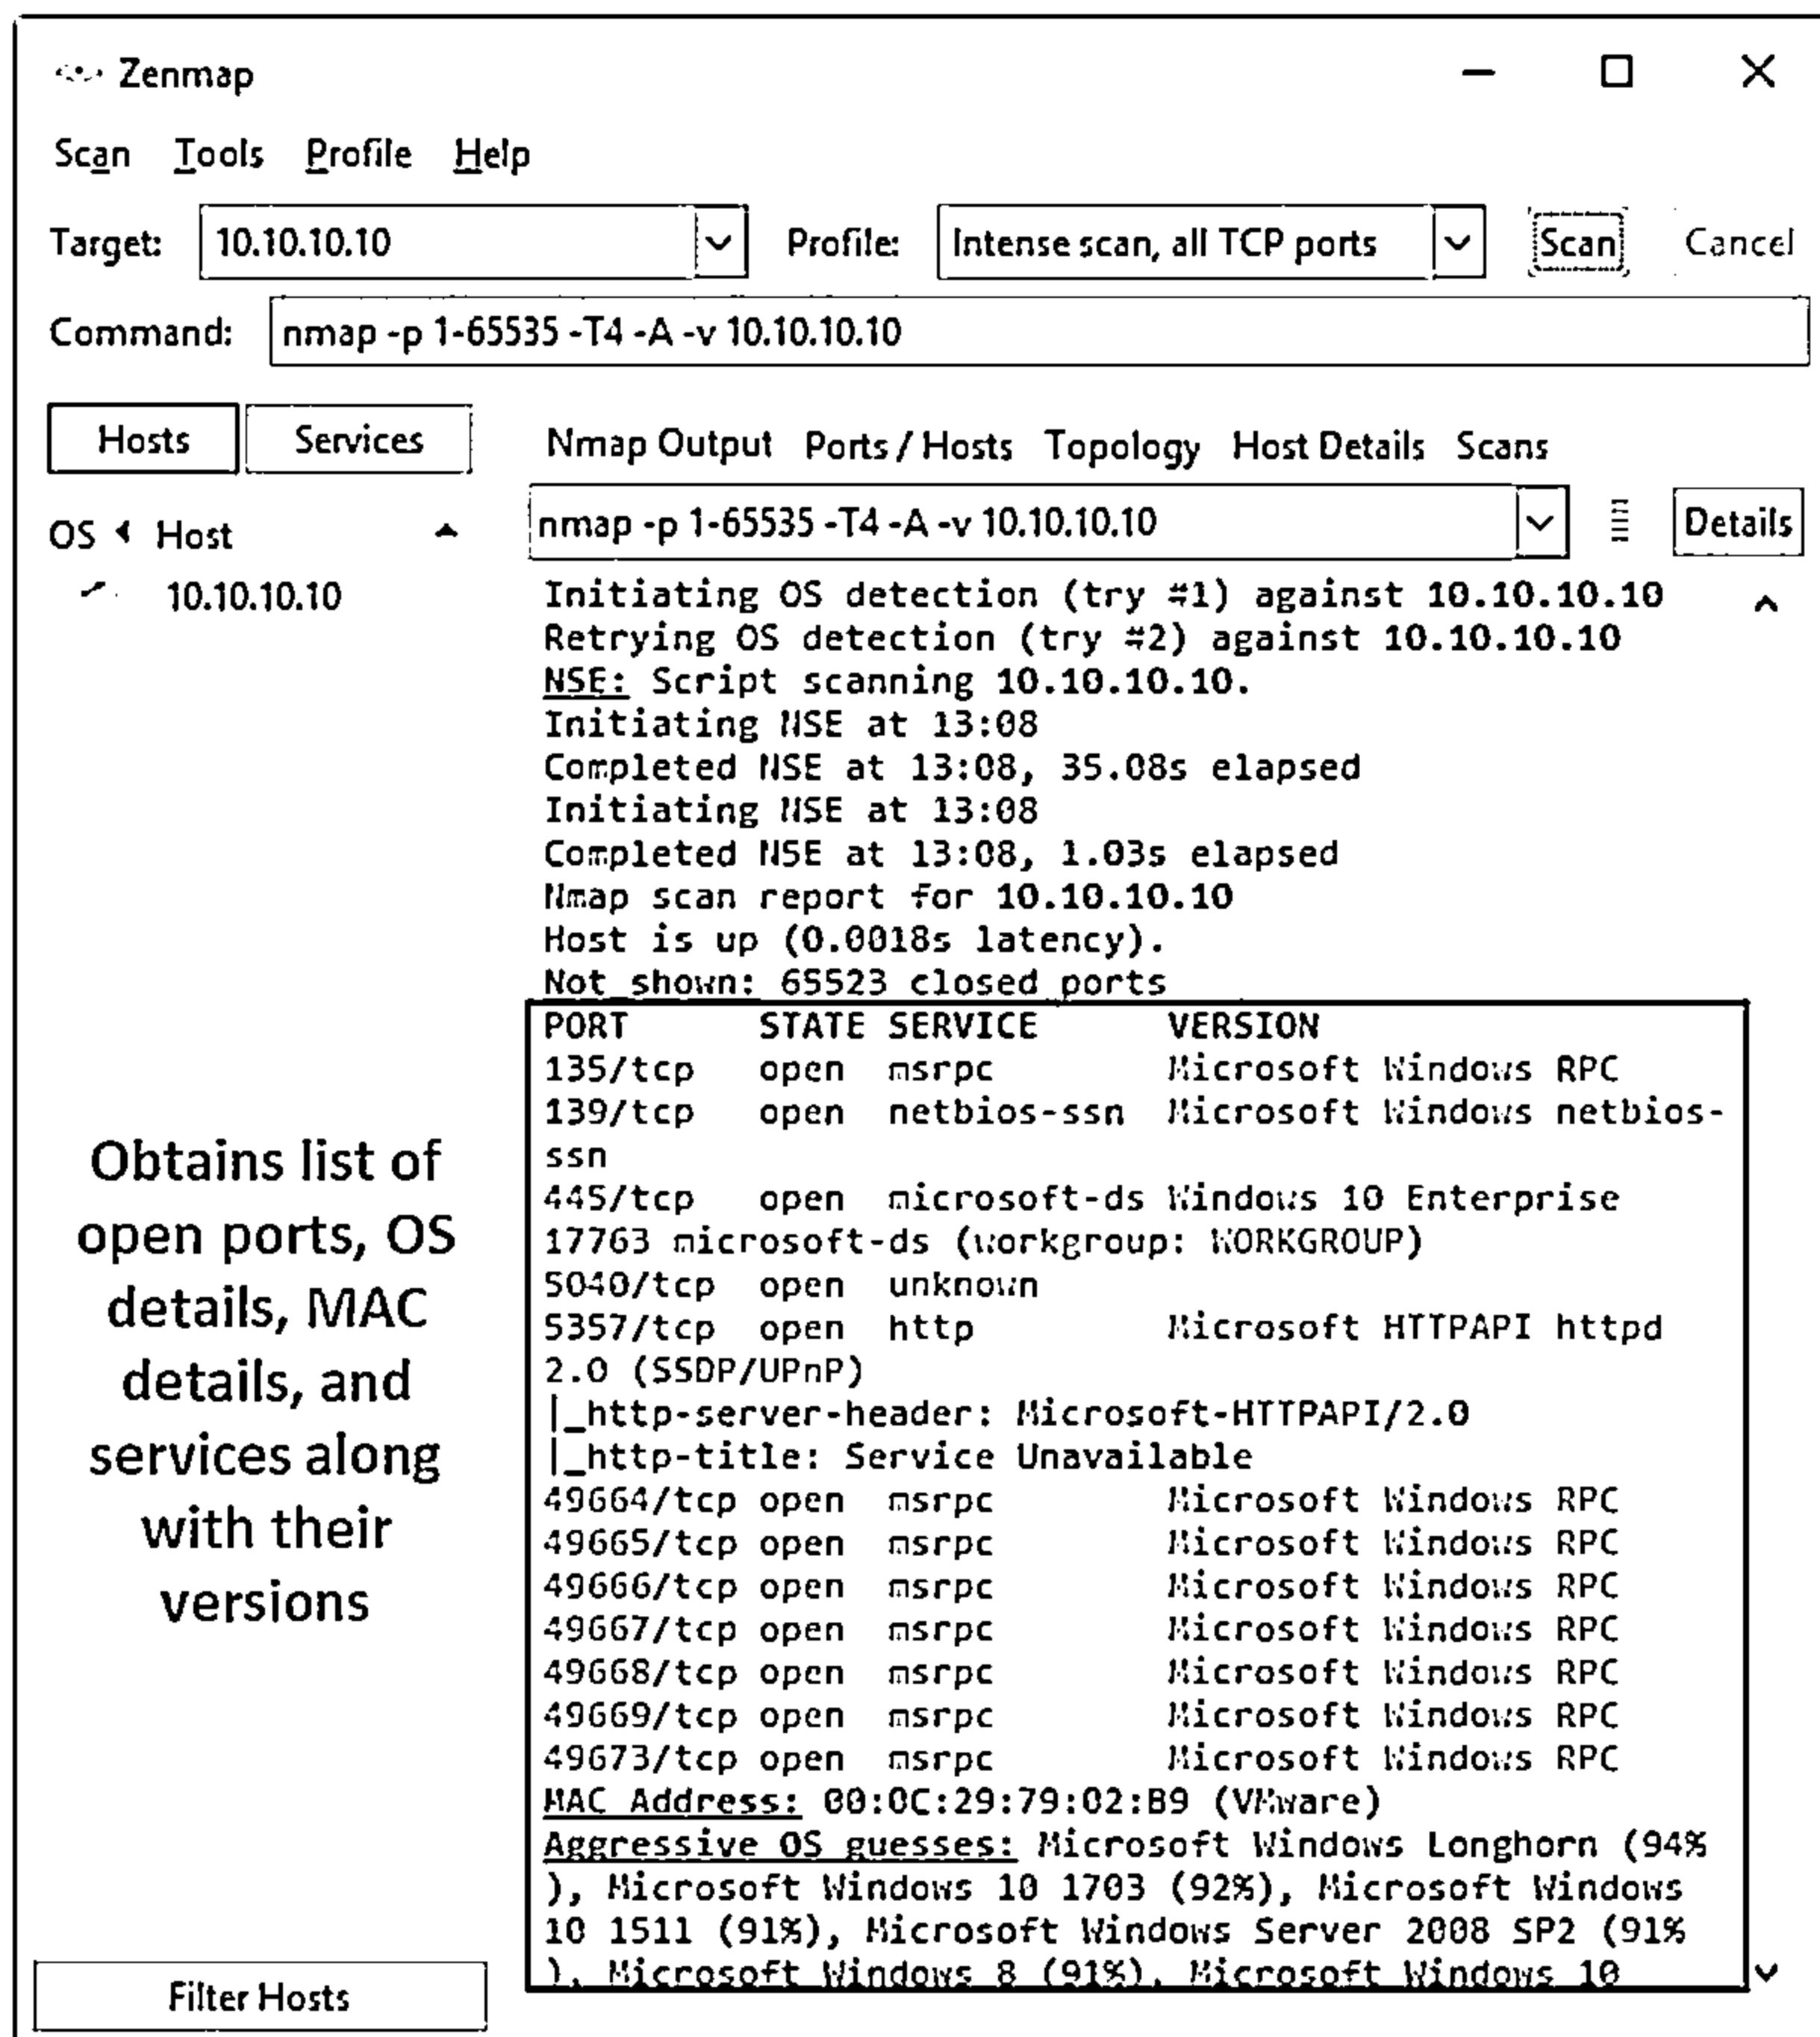 Zenmap
Scan Tools Profile Help
Target: 10.10.10.10 Profile: Intense scan, all TCP ports Scan Cancel
Command: nmap -p 1-65535 -T4 -A -v 10.10.10.10
Hosts Services Nmap Output Ports / Hosts Topology Host Details Scans
OS Host nmap -p 1-65535 -T4 -A -v 10.10.10.10 Details
10.10.10.10
Initiating OS detection (try #1) against 10.10.10.10
Retrying OS detection (try #2) against 10.10.10.10
NSE: Script scanning 10.10.10.10.
Initiating NSE at 13:08
Completed NSE at 13:08, 35.08s elapsed
Initiating NSE at 13:08
Completed NSE at 13:08, 1.03s elapsed
Nmap scan report for 10.10.10.10
Host is up (0.0018s latency).
Not shown: 65523 closed ports
PORT STATE SERVICE VERSION
135/tcp open msrpc Microsoft Windows RPC
139/tcp open netbios-ssn Microsoft Windows netbios-
ssn
445/tcp open microsoft-ds Windows 10 Enterprise
17763 microsoft-ds (workgroup: WORKGROUP)
5040/tcp open unknown
5357/tcp open http Microsoft HTTPAPI httpd
2.0 (SSDP/UPnP)
|_http-server-header: Microsoft-HTTPAPI/2.0
|_http-title: Service Unavailable
49664/tcp open msrpc Microsoft Windows RPC
49665/tcp open msrpc Microsoft Windows RPC
49666/tcp open msrpc Microsoft Windows RPC
49667/tcp open msrpc Microsoft Windows RPC
49668/tcp open msrpc Microsoft Windows RPC
49669/tcp open msrpc Microsoft Windows RPC
49673/tcp open msrpc Microsoft Windows RPC
MAC Address: 00:0C:29:79:02:B9 (VMware)
Aggressive OS guesses: Microsoft Windows Longhorn (94%
), Microsoft Windows 10 1703 (92%), Microsoft Windows
10 1511 (91%), Microsoft Windows Server 2008 SP2 (91%
), Microsoft Windows 8 (91%), Microsoft Windows 10
Obtains list of
open ports, OS
details, MAC
details, and
services along
with their
versions
Filter Hosts